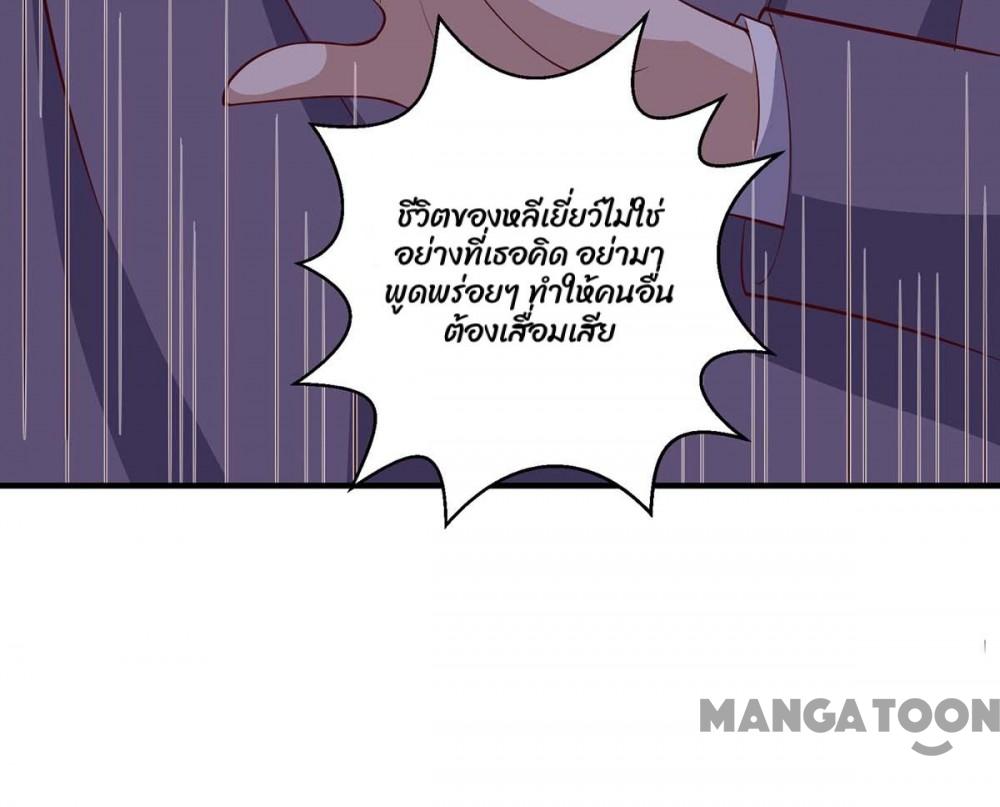 ชีวิตของหลีเยี่ยว์ไม่ใช่
อย่างที่เธอคิด อย่ามา
พูดพร่อยๆ ทำให้คนอื่น
ต้องเสื่อมเสีย
MANGATOON